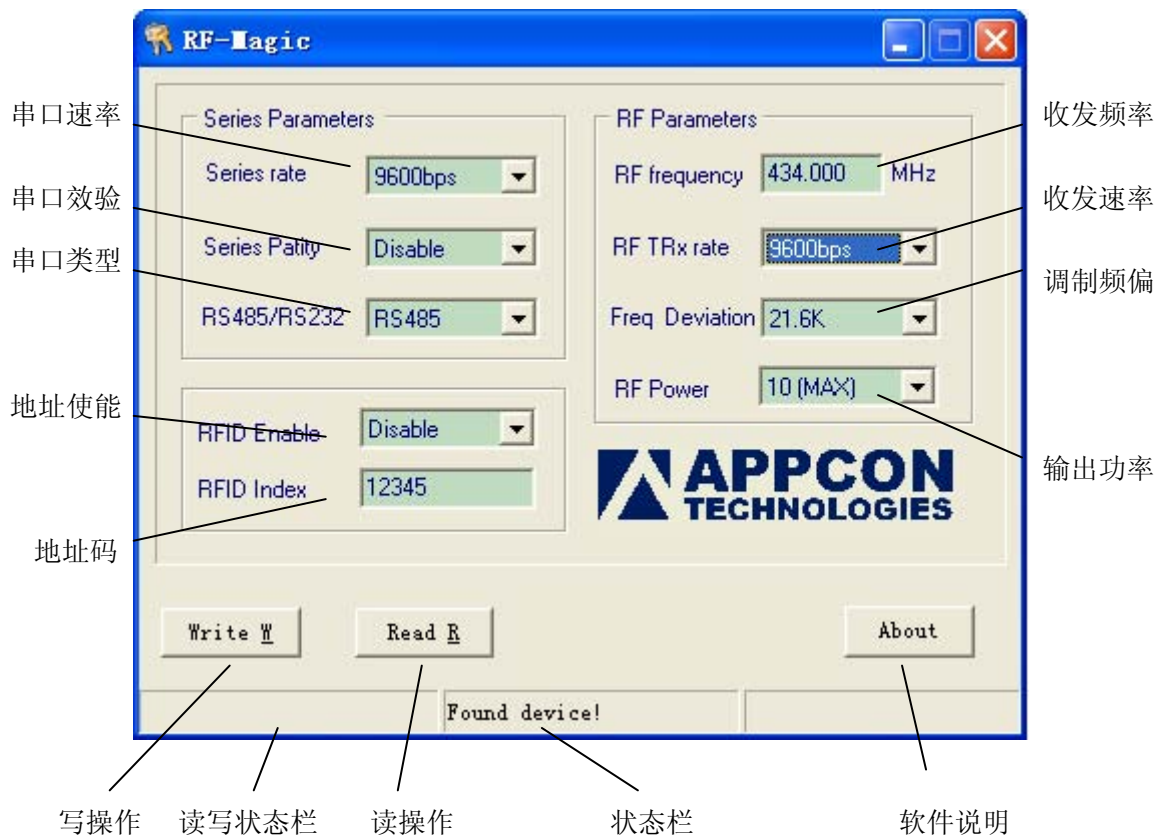 RF-Magic
串口速率
串口效验
串口类型
地址使能
地址码
Series Parameters
Series rate
9600bps
Series Patity
Disable
RS485/RS232
RS485
RFID Enable
Disable
RFID Index
12345
RF Parameters
RF frequency
434.000
MHz
RF TRx rate
9600bps
Freq Deviation
21.6K
RF Power
10 (MAX)
APPCON
TECHNOLOGIES
收发频率
收发速率
调制频偏
输出功率
Write W
Read R
About
Found device!
写操作
读写状态栏
读操作
状态栏
软件说明